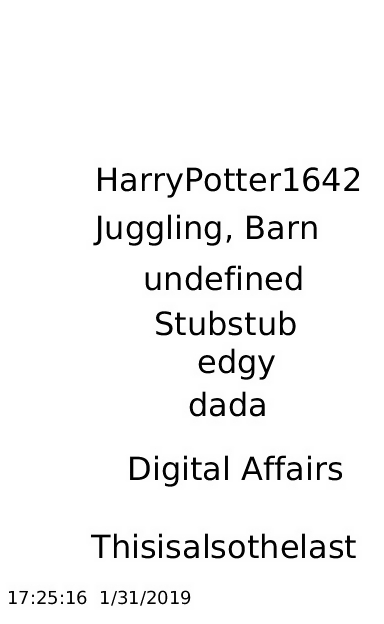 HarryPotter1642
Juggling, Barn
undefined
Stubstub
edgy
dada
Digital Affairs
Thisisalsothelast
17:25:16 1/31/2019